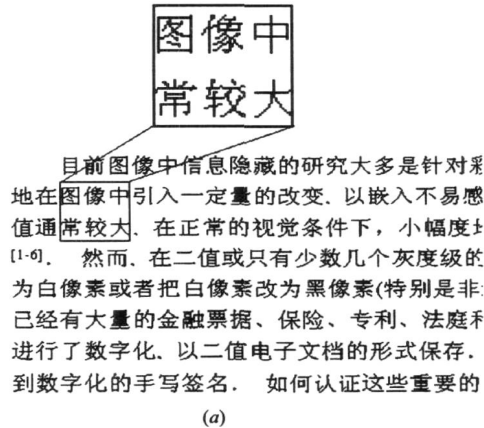 图像中
常较大
目前图像中信息隐藏的研究大多是针对彩
地在图像中引入一定量的改变、以嵌入不易感
值通常较大、在正常的视觉条件下，小幅度
[1-6]． 然而、在二值或只有少数几个灰度级的
为白像素或者把白像素改为黑像素(特别是非
已经有大量的金融票据、保险、专利、法庭和
进行了数字化、以二值电子文档的形式保存．
到数字化的手写签名． 如何认证这些重要的
(a)